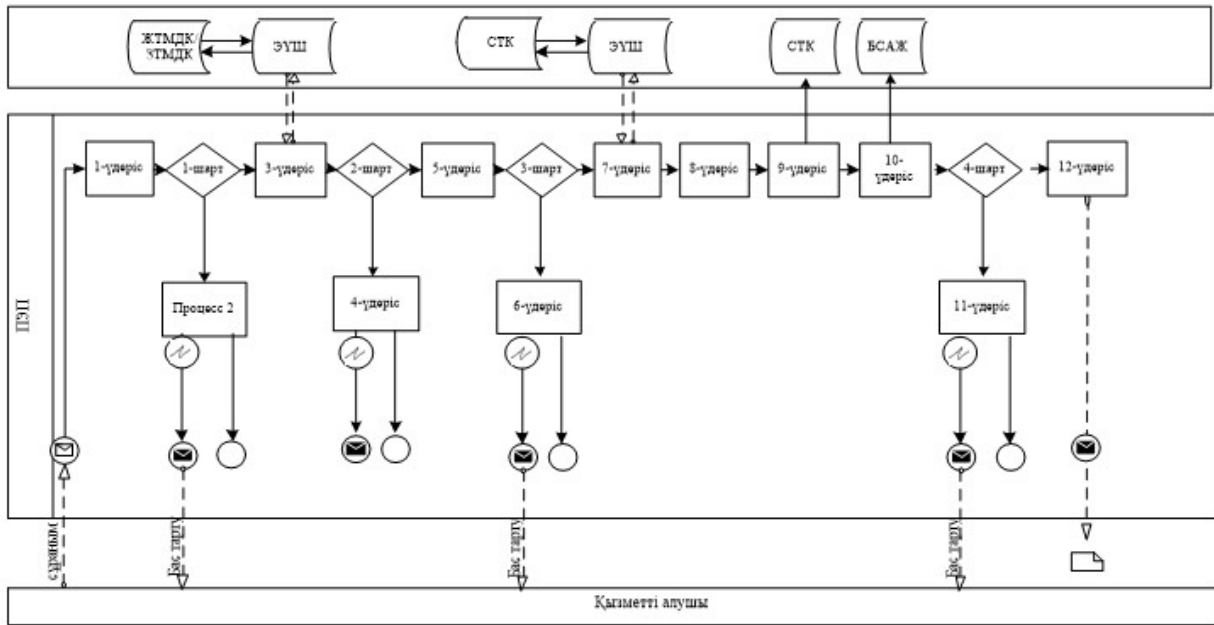 ЖТМДК/
ЗТМДК
ЭҮШ
СТК
ЭҮШ
СТК
БСАЖ
ПЭП
1-үдеріс
1-шарт
3-үдеріс
2-шарт
5-үдеріс
3-шарт
7-үдеріс
8-үдеріс
9-үдеріс
10-
үдеріс
4-шарт
12-үдеріс
Процесс 2
4-үдеріс
6-үдеріс
11-үдеріс
сұраныс
Бас тарту
Бас тарту
Бас тарту
Қызметті алушы